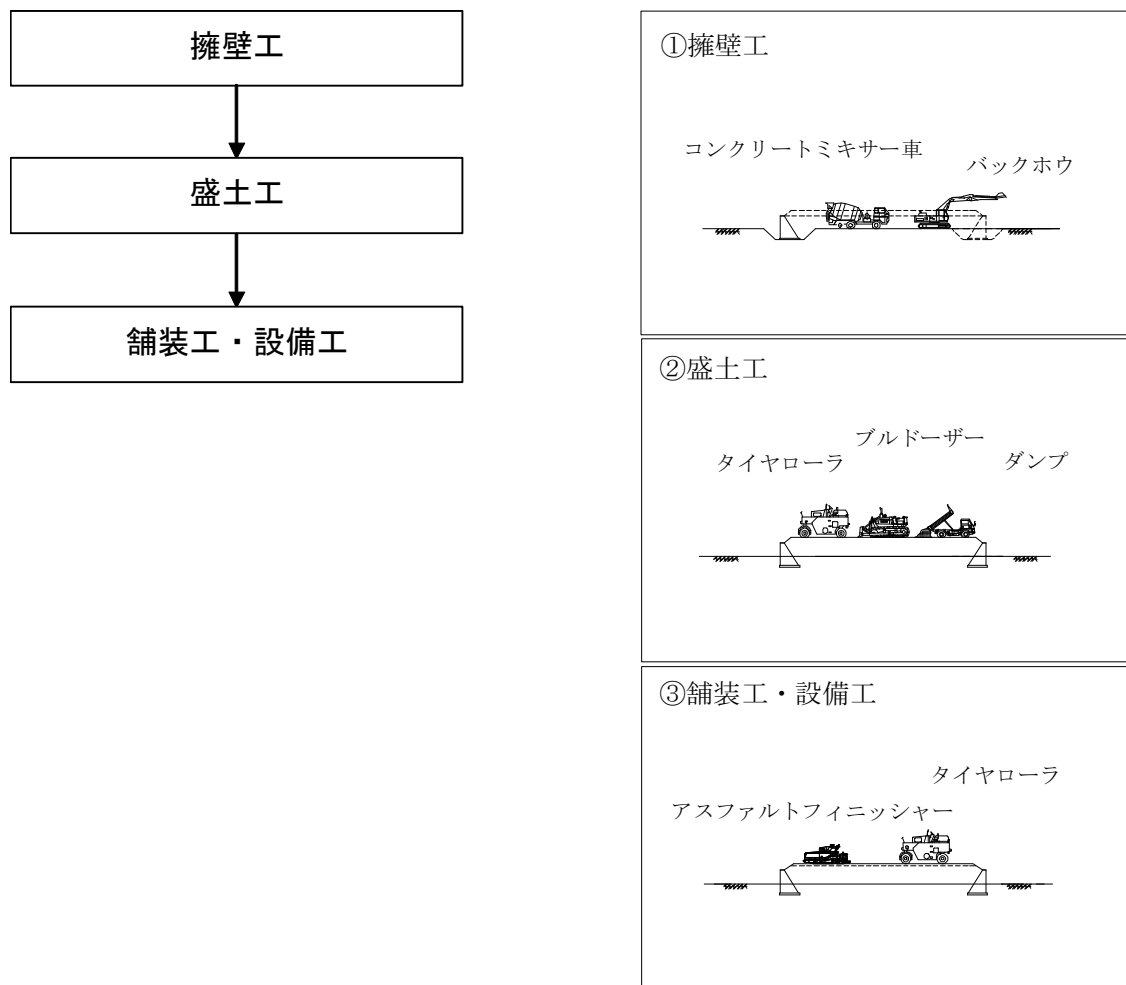 擁壁工
盛土工
舗装工・設備工
①擁壁工
コンクリートミキサー車
バックホウ
②盛土工
ブルドーザー
タイヤローラ
ダンプ
③舗装工・設備工
タイヤローラ
アスファルトフィニッシャー